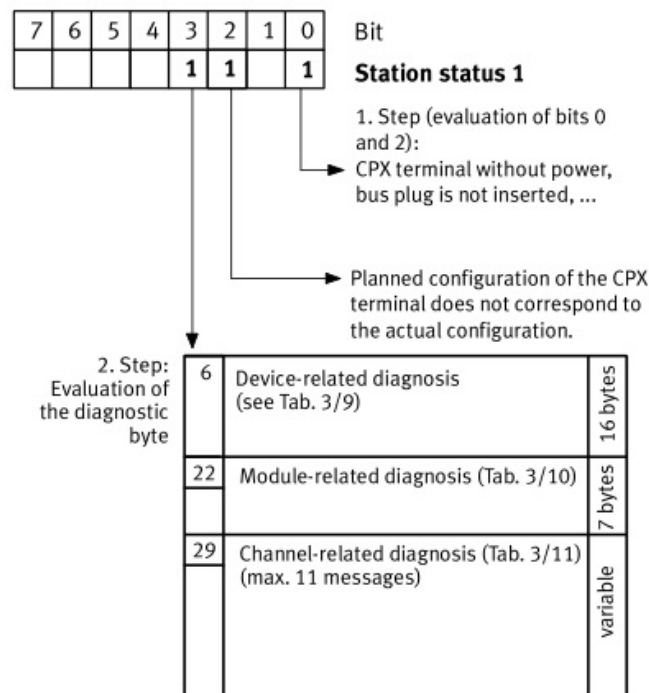 7 6 5 4 3 2 1 0 Bit
1 1 1 Station status 1
1. Step (evaluation of bits 0
and 2):
CPX terminal without power,
bus plug is not inserted, ...
Planned configuration of the CPX
terminal does not correspond to
the actual configuration.
2. Step:
Evaluation of
the diagnostic
byte
6 Device-related diagnosis
(see Tab. 3/9)
16 bytes
22 Module-related diagnosis (Tab. 3/10)
7 bytes
29 Channel-related diagnosis (Tab. 3/11)
(max. 11 messages)
variable